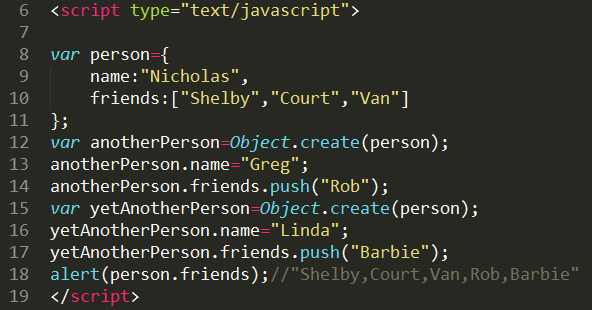 6 <script type="text/javascript">
7
8 var person={
9     name:"Nicholas",
10     friends:["Shelby","Court","Van"]
11 };
12 var anotherPerson=Object.create(person);
13 anotherPerson.name="Greg";
14 anotherPerson.friends.push("Rob");
15 var yetAnotherPerson=Object.create(person);
16 yetAnotherPerson.name="Linda";
17 yetAnotherPerson.friends.push("Barbie");
18 alert(person.friends);//"Shelby,Court,Van,Rob,Barbie"
19 </script>